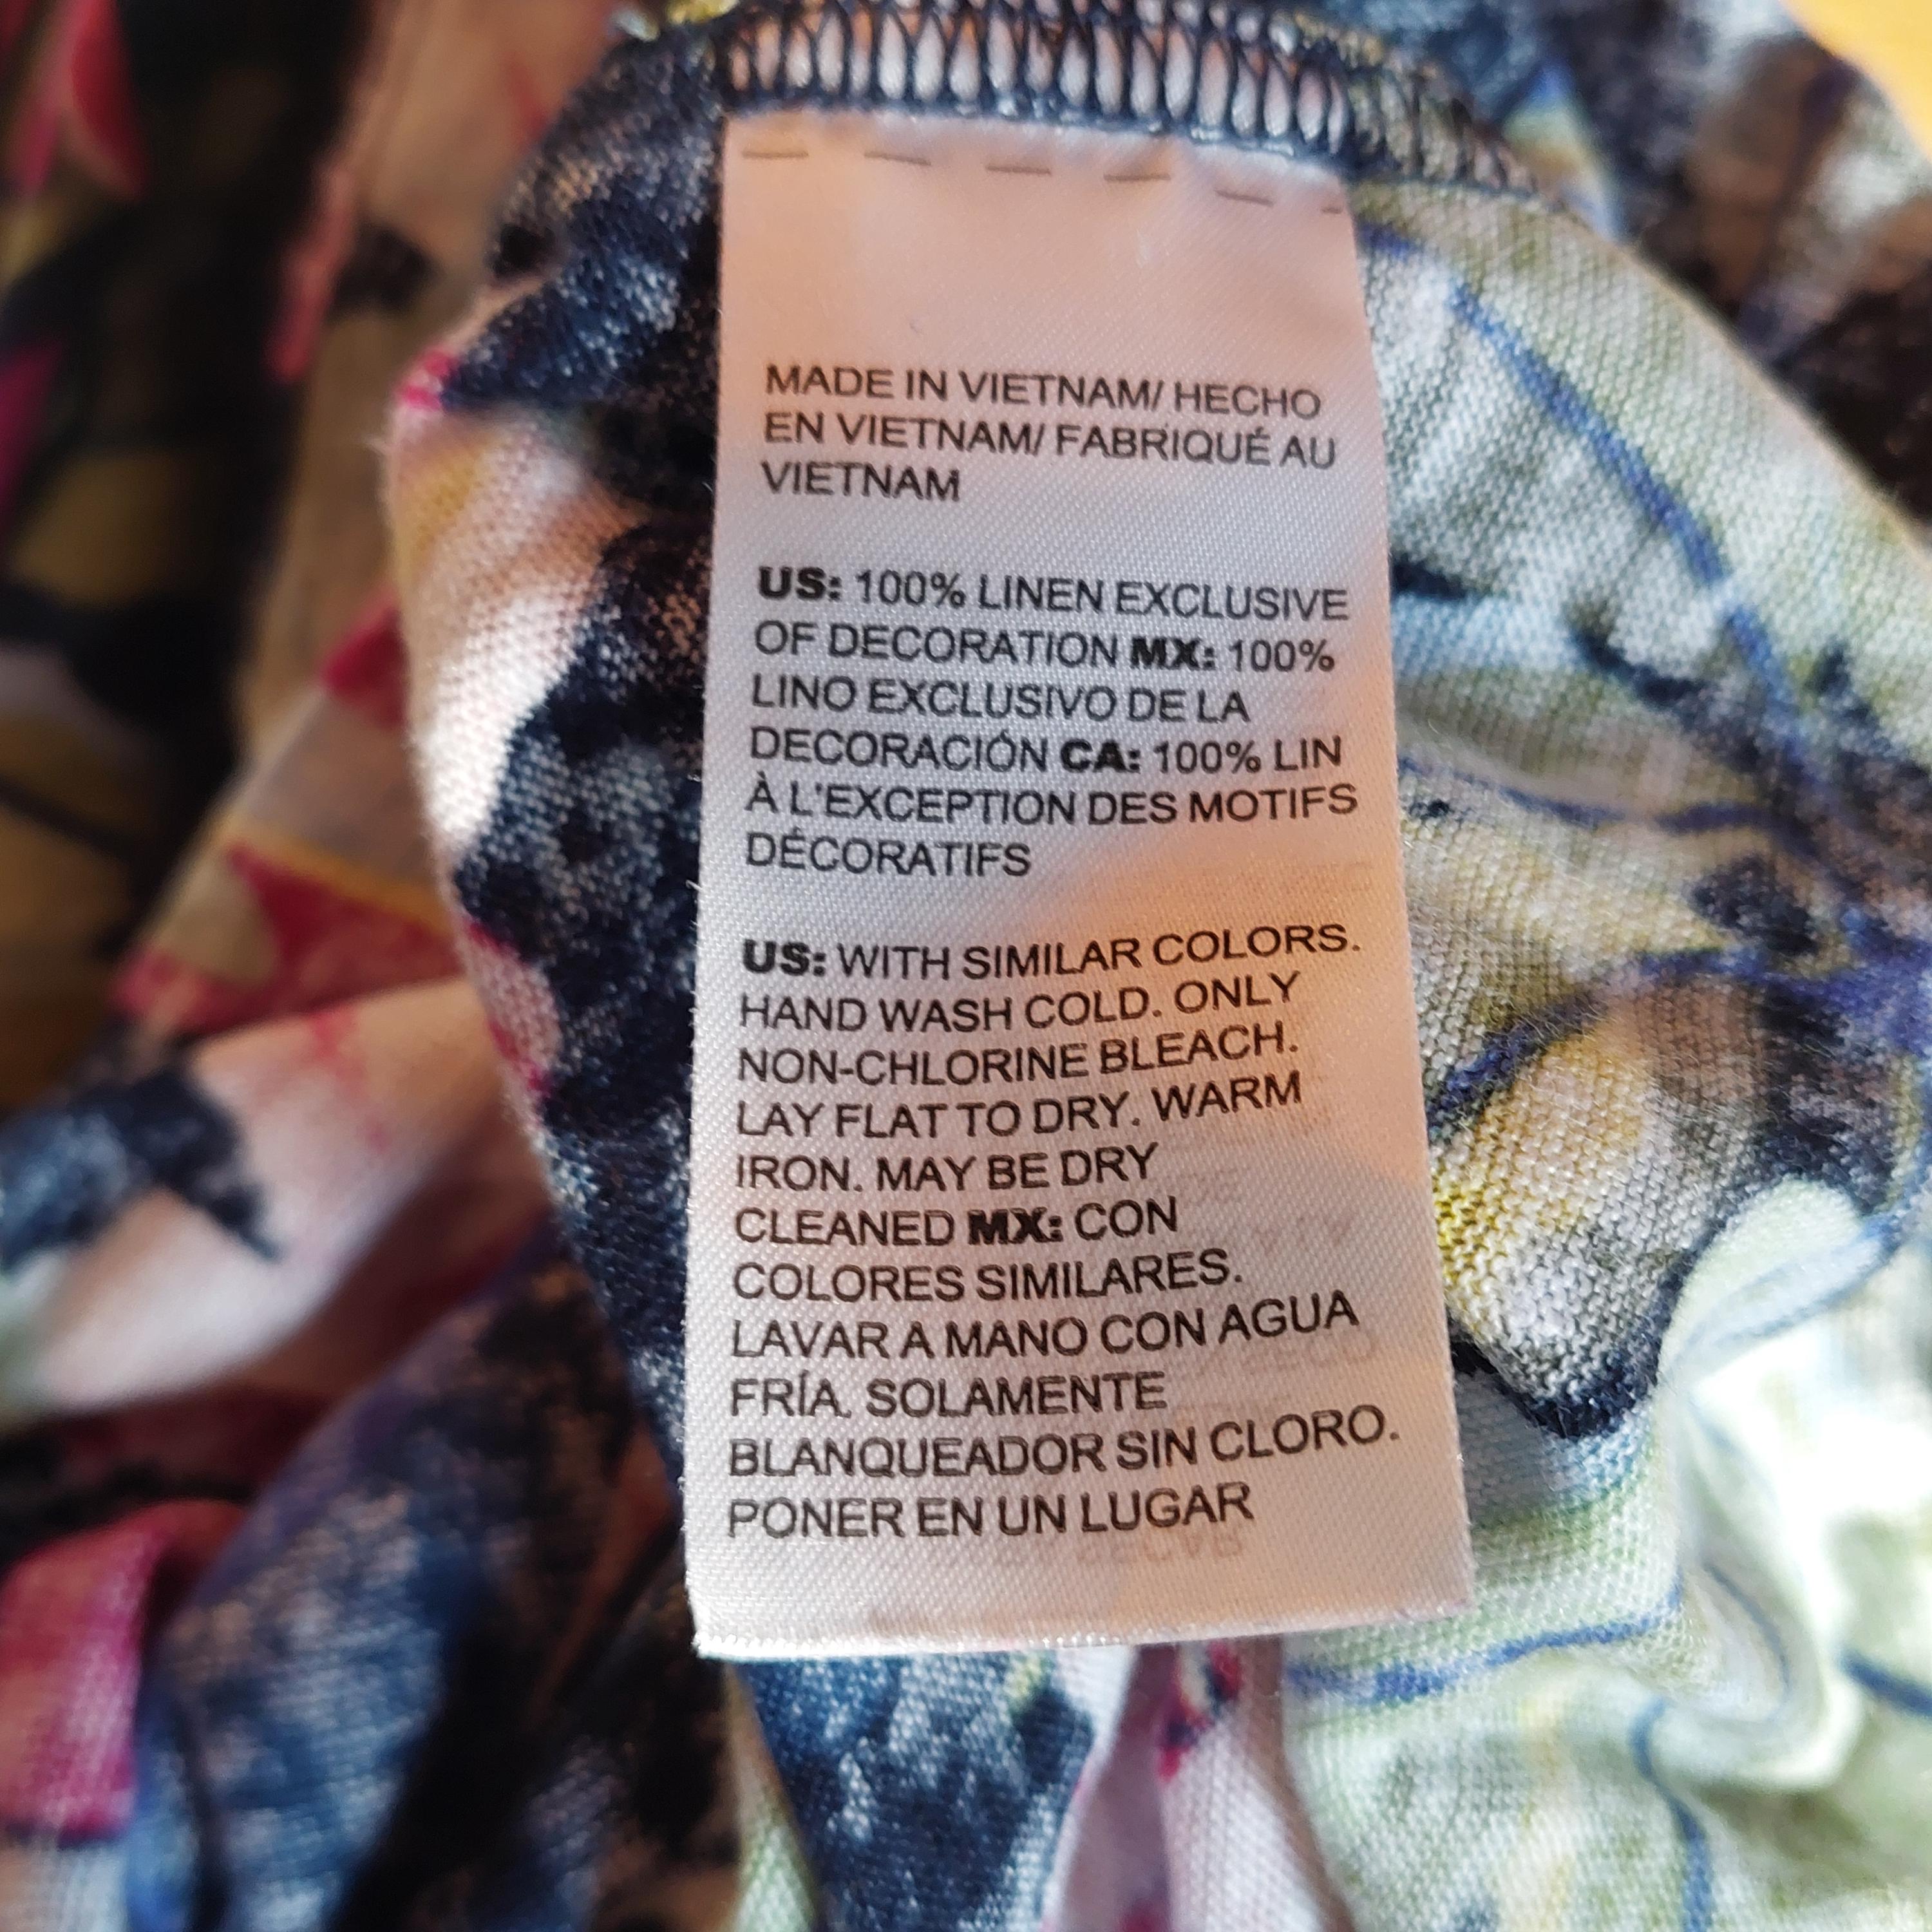 MADE IN VIETNAM/ HECHO
EN VIETNAM/ FABRIQUÉ AU
VIETNAM
US: 100% LINEN EXCLUSIVE
OF DECORATION MX: 100%
LINO EXCLUSIVO DE LA
DECORACIÓN CA: 100% LIN
À L'EXCEPTION DES MOTIFS
DÉCORATIFS
US: WITH SIMILAR COLORS.
HAND WASH COLD. ONLY
NON-CHLORINE BLEACH.
LAY FLAT TO DRY. WARM
IRON. MAY BE DRY
CLEANED MX: CON
COLORES SIMILARES.
LAVAR A MANO CON AGUA
FRÍA. SOLAMENTE
BLANQUEADOR SIN CLORO.
PONER EN UN LUGAR